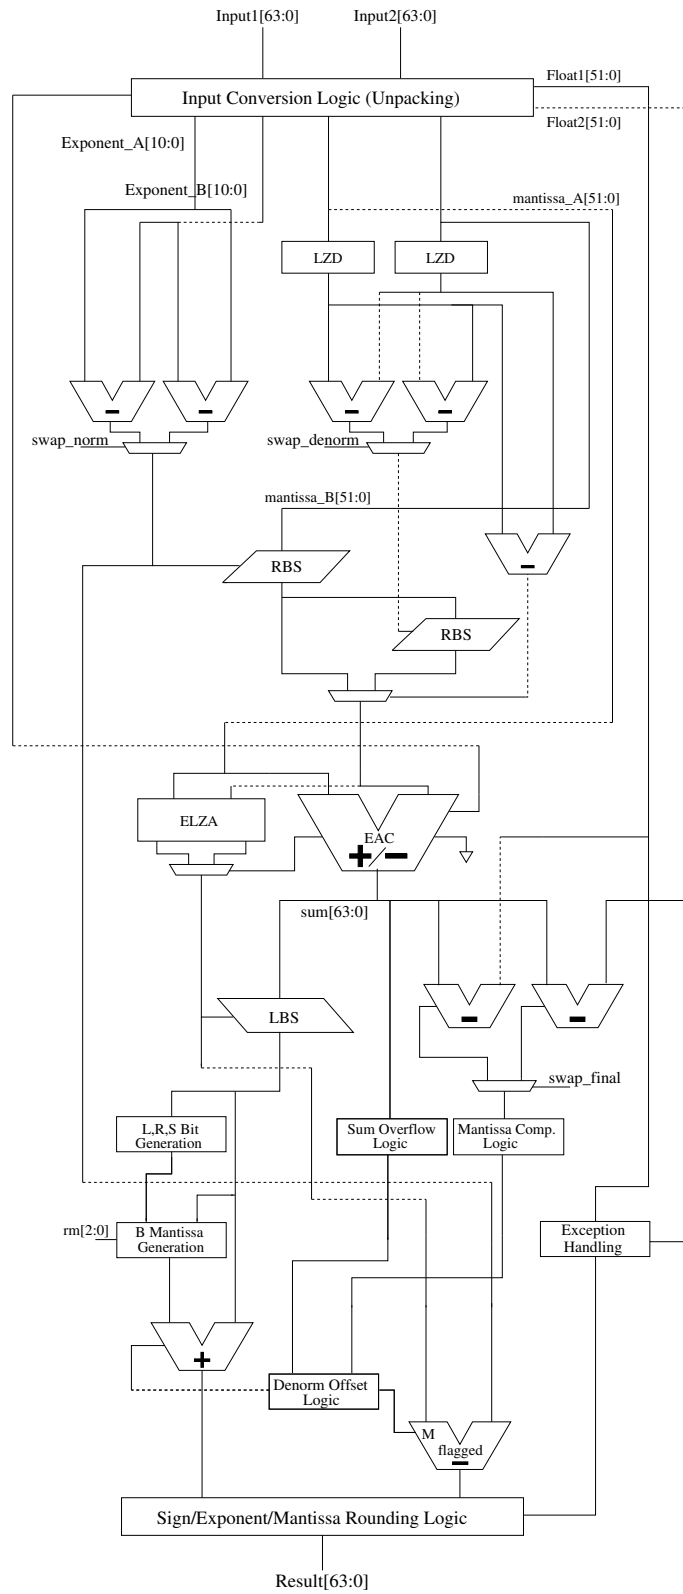 Input1[63:0] Input2[63:0]
Float1[51:0]
Input Conversion Logic (Unpacking)
Float2[51:0]
Exponent_A[10:0]
Exponent_B[10:0]
mantissa_A[51:0]
LZD LZD
swap_norm swap_denorm
mantissa_B[51:0]
RBS
RBS
ELZA
EAC
+/-
sum[63:0]
LBS
swap_final
L,R,S Bit
Generation
Sum Overflow
Logic
Mantissa Comp.
Logic
rm[2:0]
B Mantissa
Generation
Exception
Handling
+
Denorm Offset
Logic
M
flagged
Sign/Exponent/Mantissa Rounding Logic
Result[63:0]